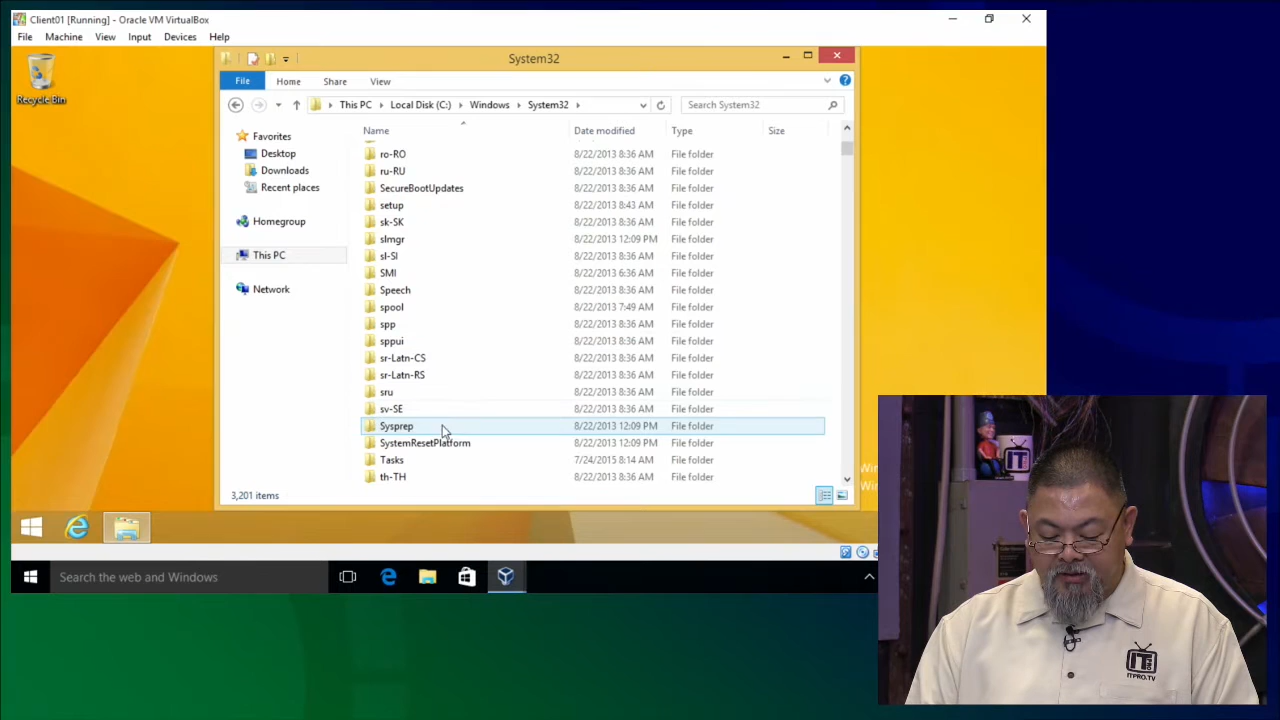 Client01 [Running] - Oracle VM VirtualBox
File Machine View Input Devices Help
Recycle Bin
System32
File Home Share View
This PC Local Disk (C:) Windows System32
Search System32
Name Date modified Type Size
Favorites
Desktop
Downloads
Recent places
Homegroup
This PC
Network
ro-RO 8/22/2013 8:36 AM File folder
ru-RU 8/22/2013 8:36 AM File folder
SecureBootUpdates 8/22/2013 8:36 AM File folder
setup 8/22/2013 8:43 AM File folder
sk-SK 8/22/2013 8:36 AM File folder
slmgr 8/22/2013 12:09 PM File folder
sl-SI 8/22/2013 8:36 AM File folder
SMI 8/22/2013 6:36 AM File folder
Speech 8/22/2013 8:36 AM File folder
spool 8/22/2013 7:49 AM File folder
spp 8/22/2013 8:36 AM File folder
sppui 8/22/2013 8:36 AM File folder
sr-Latn-CS 8/22/2013 8:36 AM File folder
sr-Latn-RS 8/22/2013 8:36 AM File folder
sru 8/22/2013 8:36 AM File folder
sv-SE 8/22/2013 8:36 AM File folder
Sysprep 8/22/2013 12:09 PM File folder
SystemResetPlatform 8/22/2013 12:09 PM File folder
Tasks 7/24/2015 8:14 AM File folder
th-TH 8/22/2013 8:36 AM File folder
3,201 items
Search the web and Windows
IT
IT PRO
ITPRO.TV